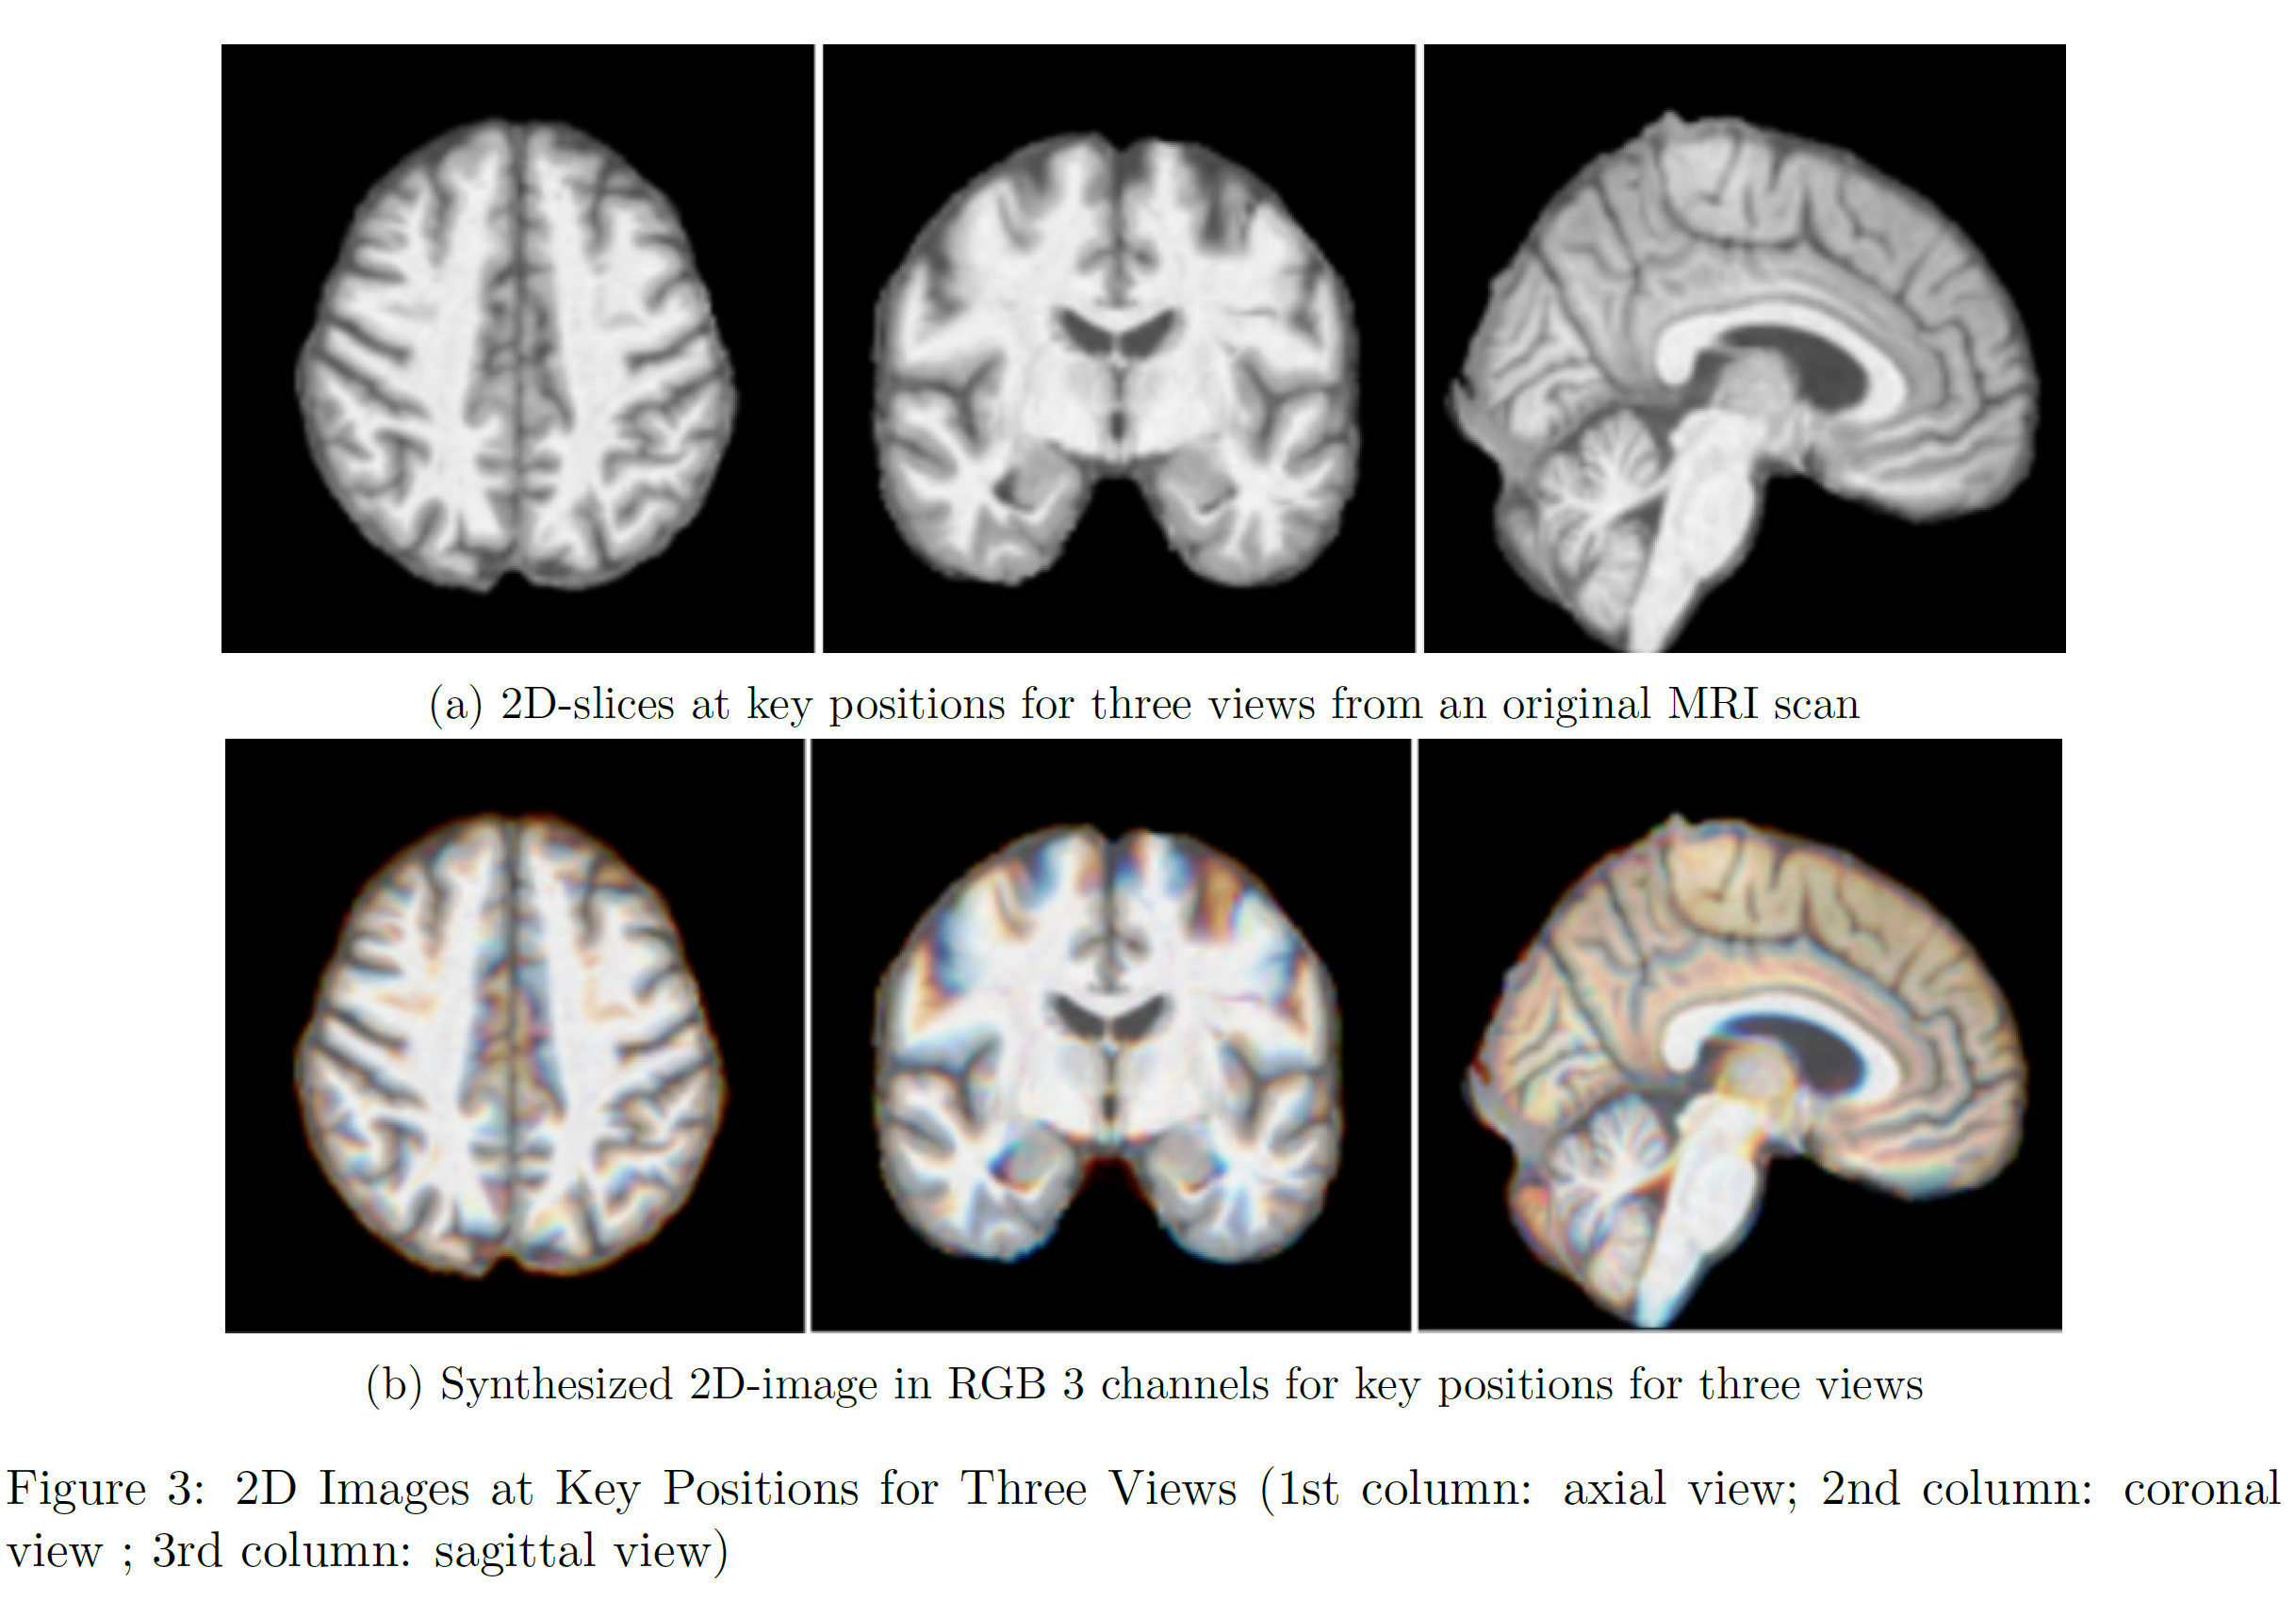 (a) 2D-slices at key positions for three views from an original MRI scan
(b) Synthesized 2D-image in RGB 3 channels for key positions for three views
Figure 3: 2D Images at Key Positions for Three Views (1st column: axial view; 2nd column: coronal
view ; 3rd column: sagittal view)